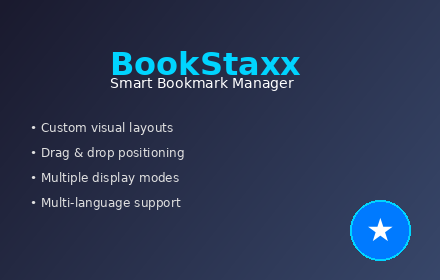 BookStaxx
Smart Bookmark Manager
• Custom visual layouts
• Drag & drop positioning
• Multiple display modes
• Multi-language support